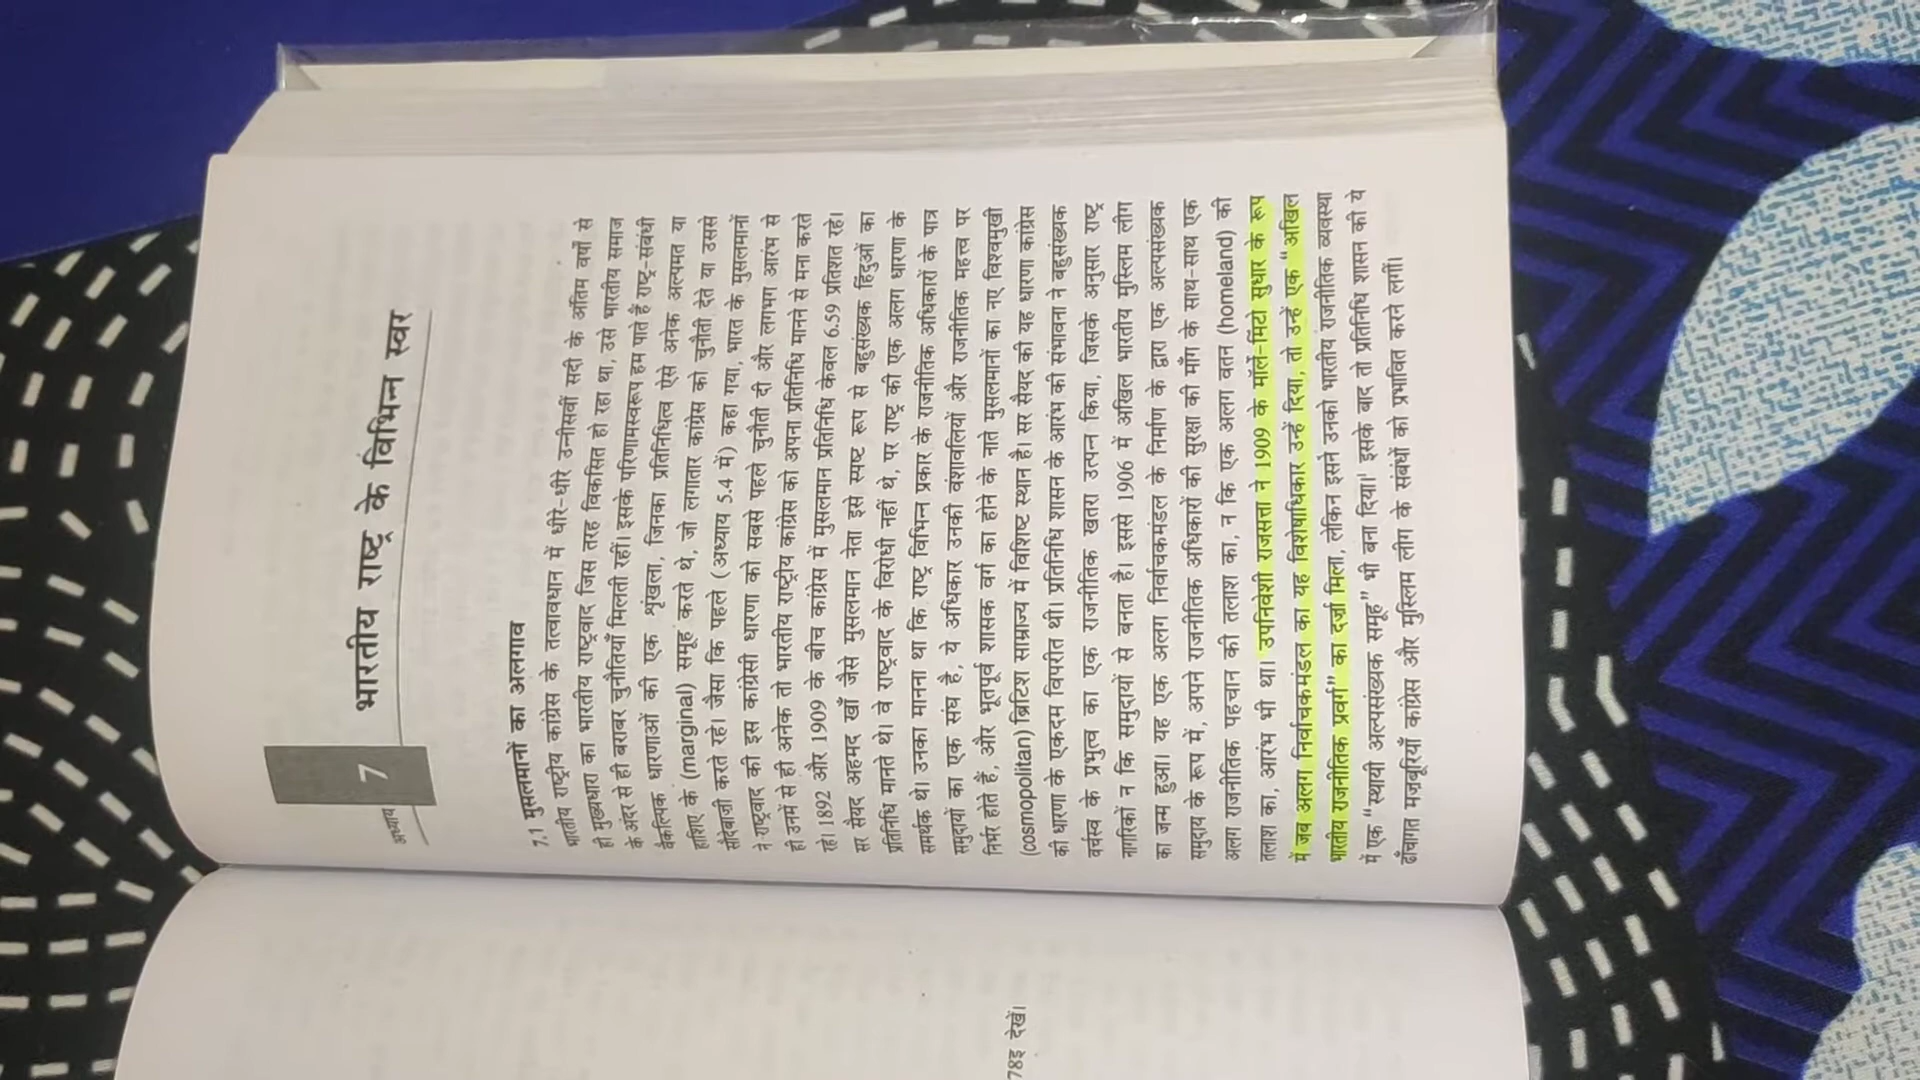 अध्याय 7
भारतीय राष्ट्र के विभिन्न स्वर
7.1 मुसलमानों का अलगाव
भारतीय राष्ट्रीय कांग्रेस के तत्वावधान में धीरे-धीरे उन्नीसवीं सदी के अंतिम वर्षों से
ही मुख्यधारा का भारतीय राष्ट्रवाद जिस तरह विकसित हो रहा था, उसे भारतीय समाज
के अंदर से ही बराबर चुनौतियाँ मिलती रहीं। इसके परिणामस्वरूप हम पाते हैं राष्ट्र-संबंधी
वैकल्पिक धारणाओं की एक शृंखला, जिनका प्रतिनिधित्व ऐसे अनेक अल्पमत या
हाशिए के (marginal) समूह करते थे, जो लगातार कांग्रेस को चुनौती देते या उससे
सौदेबाज़ी करते रहे। जैसा कि पहले (अध्याय 5.4 में) कहा गया, भारत के मुसलमानों
ने राष्ट्रवाद की इस कांग्रेसी धारणा को सबसे पहले चुनौती दी और लगभग आरंभ से
ही उनमें से ही अनेक तो भारतीय राष्ट्रीय कांग्रेस को अपना प्रतिनिधि मानने से मना करते
रहे। 1892 और 1909 के बीच कांग्रेस में मुसलमान प्रतिनिधि केवल 6.59 प्रतिशत रहे।
सर सैयद अहमद खाँ जैसे मुसलमान नेता इसे स्पष्ट रूप से बहुसंख्यक हिंदुओं का
प्रतिनिधि मानते थे। वे राष्ट्रवाद के विरोधी नहीं थे, पर राष्ट्र की एक अलग धारणा के
समर्थक थे। उनका मानना था कि राष्ट्र विभिन्न प्रकार के राजनीतिक अधिकारों के पात्र
समुदायों का एक संघ है, ये अधिकार उनकी वंशावलियों और राजनीतिक महत्त्व पर
निर्भर होते हैं, और भूतपूर्व शासक वर्ग का होने के नाते मुसलमानों का नए विश्वमुखी
(cosmopolitan) ब्रिटिश साम्राज्य में विशिष्ट स्थान है। सर सैयद की यह धारणा कांग्रेस
की धारणा के एकदम विपरीत थी। प्रतिनिधि शासन के आरंभ की संभावना ने बहुसंख्यक
वर्चस्व के प्रभुत्व का एक राजनीतिक खतरा उत्पन्न किया, जिसके अनुसार राष्ट्र
नागरिकों न कि समुदायों से बनता है। इससे 1906 में अखिल भारतीय मुस्लिम लीग
का जन्म हुआ। यह एक अलग निर्वाचकमंडल के निर्माण के द्वारा एक अल्पसंख्यक
समुदाय के रूप में, अपने राजनीतिक अधिकारों की सुरक्षा की माँग के साथ-साथ एक
अलग राजनीतिक पहचान की तलाश का, न कि एक अलग वतन (homeland) की
तलाश का, आरंभ भी था। उपनिवेशी राजसत्ता ने 1909 के मॉर्ले-मिंटो सुधार के रूप
में जब अलग निर्वाचकमंडल का यह विशेषाधिकार उन्हें दिया, तो उन्हें एक “अखिल
भारतीय राजनीतिक प्रवर्ग” का दर्जा मिला, लेकिन इसने उनको भारतीय राजनीतिक व्यवस्था
में एक “स्थायी अल्पसंख्यक समूह” भी बना दिया।¹ इसके बाद तो प्रतिनिधि शासन की ये
ढाँचागत मजबूरियाँ कांग्रेस और मुस्लिम लीग के संबंधों को प्रभावित करने लगीं।
78इ देखें।